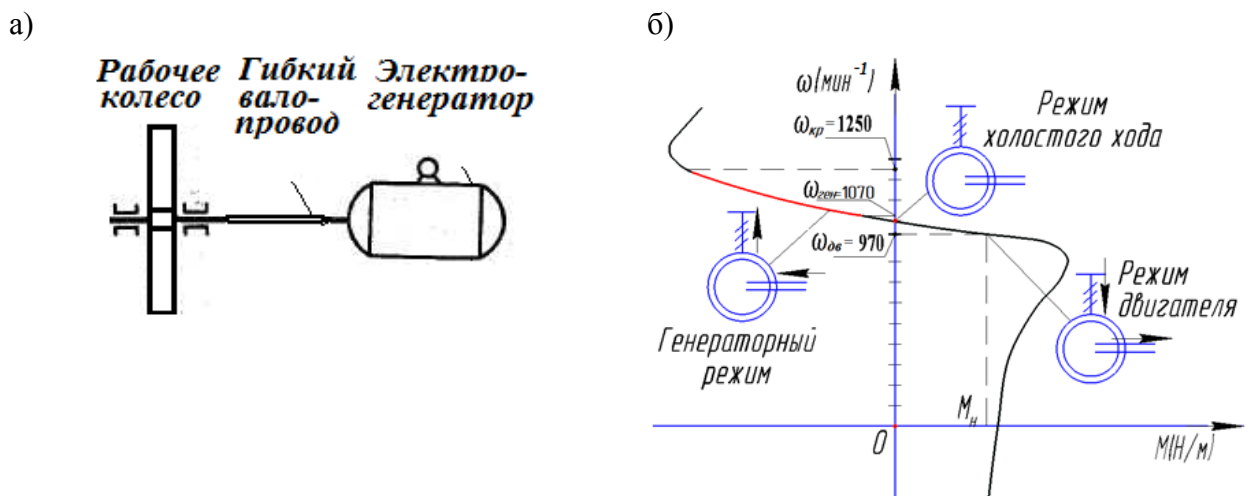 а)
б)
Рабочее колесо
Гибкий вало-провод
Электро-генератор
ω(мин⁻¹)
ωкр=1250
Режим холостого хода
ωген=1070
ωдв=970
Режим двигателя
Генераторный режим
Мн
0
М(Н/м)